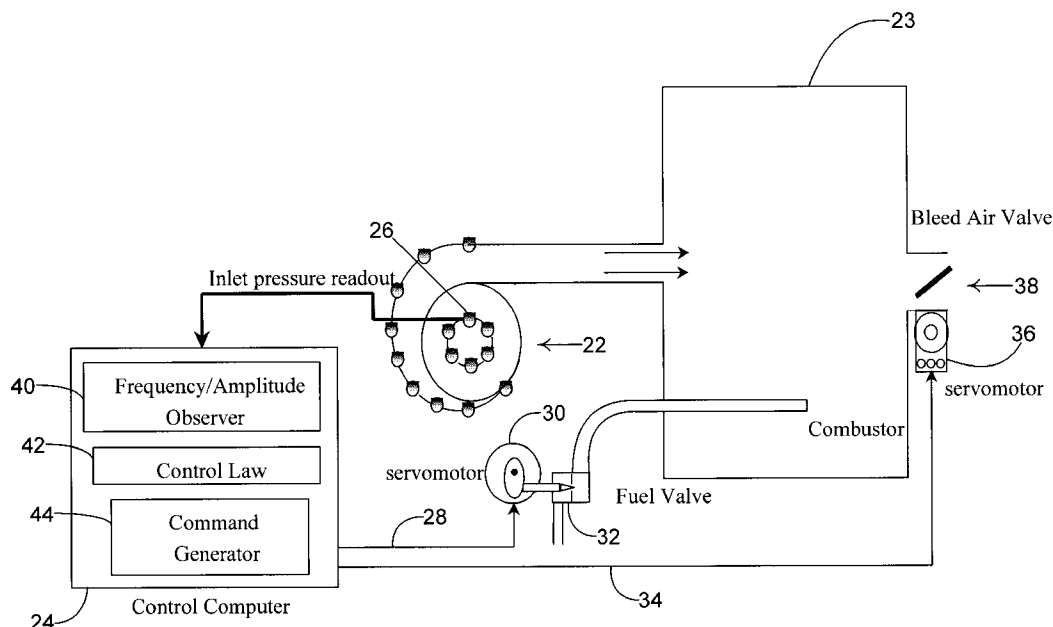 23
Bleed Air Valve
26
Inlet pressure readout
38
22
36
servomotor
40
Frequency/Amplitude
Observer
30
Combustor
42
Control Law
servomotor
Fuel Valve
44
Command
Generator
28
32
34
24
Control Computer